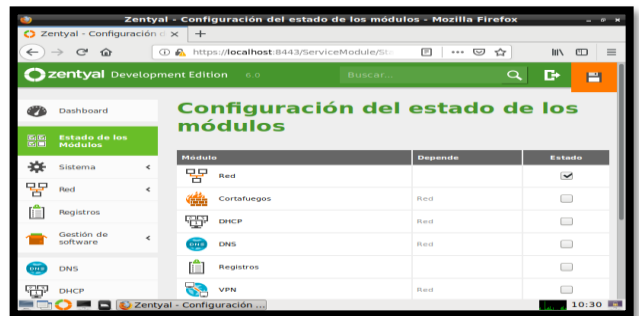 Zentyal - Configuración del estado de los módulos - Mozilla Firefox
Zentyal - Configuración d
https://localhost:8443/ServiceModule/Sta
zentyal Development Edition 6.0
Buscar...
Configuración del estado de los
módulos
Dashboard
Estado de los
Módulos
Sistema
Red
Registros
Gestión de
software
DNS
DHCP
Módulo Depende Estado
Red
Cortafuegos Red
DHCP Red
DNS Red
Registros
VPN Red
Zentyal - Configuración ...
10:30